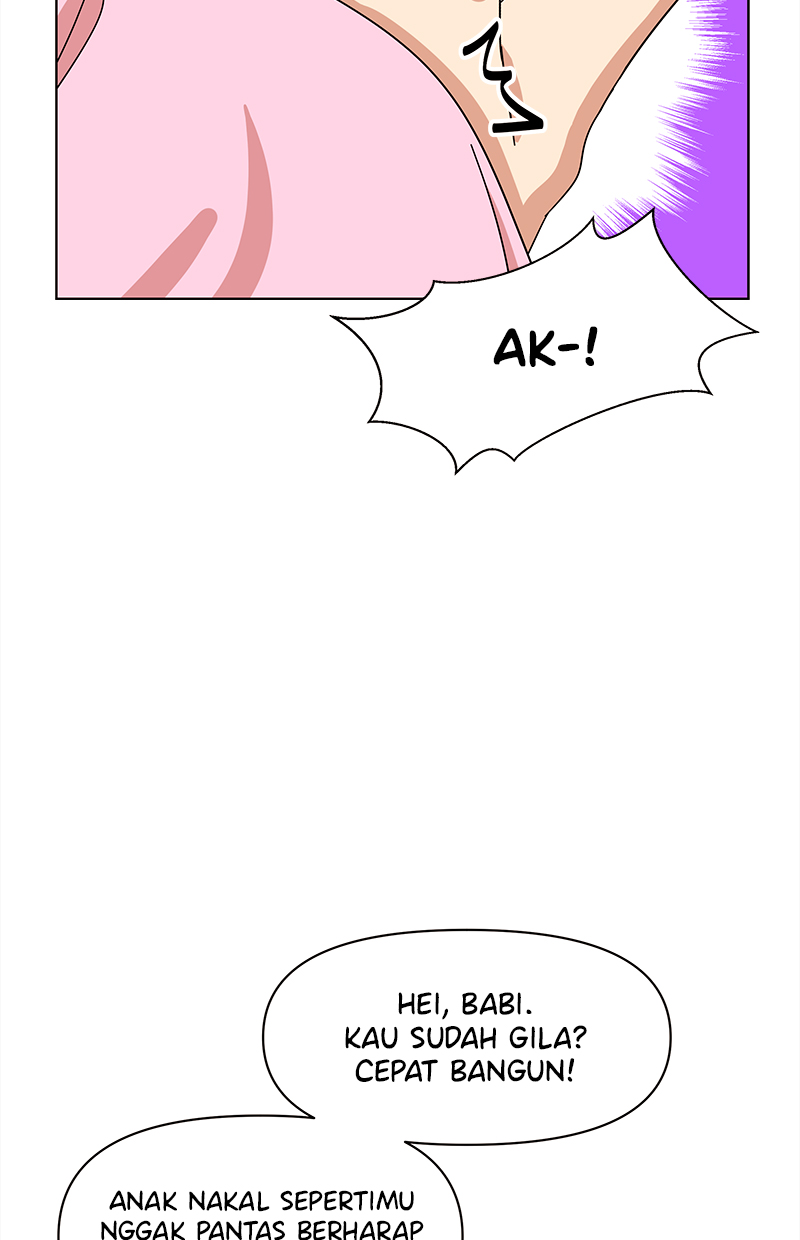 AK-!
HEI, BABI.
KAU SUDAH GILA?
CEPAT BANGUN!
ANAK NAKAL SEPERTIMU
NGGAK PANTAS BERHARAP